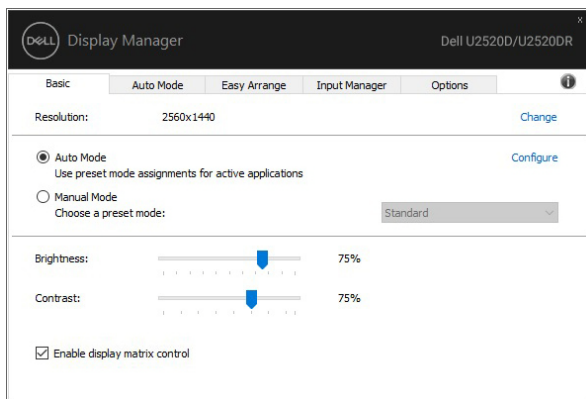 DELL Display Manager Dell U2520D/U2520DR
x
Basic Auto Mode Easy Arrange Input Manager Options
Resolution: 2560x1440 Change
Auto Mode Configure
Use preset mode assignments for active applications
Manual Mode
Choose a preset mode: Standard
Brightness: 75%
Contrast: 75%
Enable display matrix control